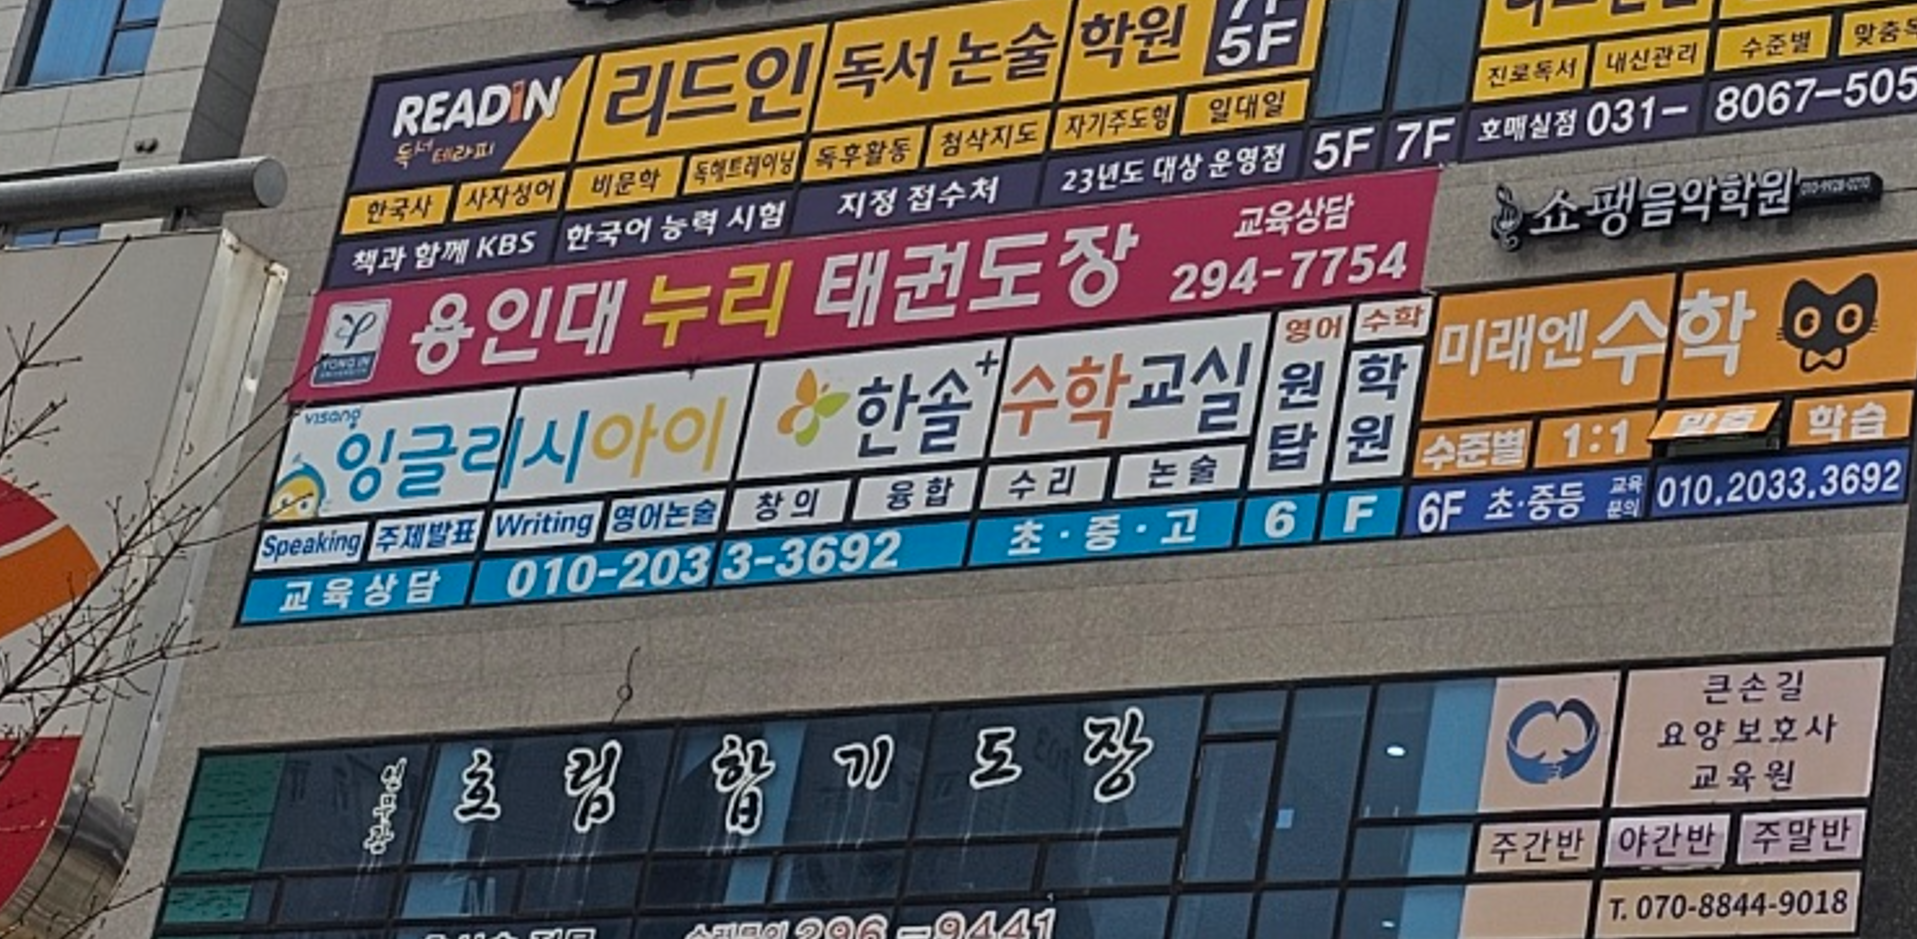 READiN 리드인 독서 논술 학원 7F 5F
독서테라피
한국사 사자성어 비문학 독해트레이닝 독후활동 첨삭지도 자기주도형 일대일
진로독서 내신관리 수준별
책과 함께 KBS 한국어 능력 시험 지정 접수처 23년도 대상 운영점 5F 7F 호매실점 031- 8067-505
쇼팽음악학원
용인대 누리 태권도장 교육상담 294-7754
YONG IN
visang 잉글리시아이 한솔+ 수학교실 영어 수학 원탑 학원
Speaking 주제발표 Writing 영어논술 창의 융합 수리 논술
교육상담 010-2033-3692 초·중·고 6F
미래엔수학
수준별 1:1 맞춤 학습
6F 초·중등 교육문의 010.2033.3692
호림합기도장
296-9441
큰손길
요양보호사
교육원
주간반 야간반 주말반
T. 070-8844-9018